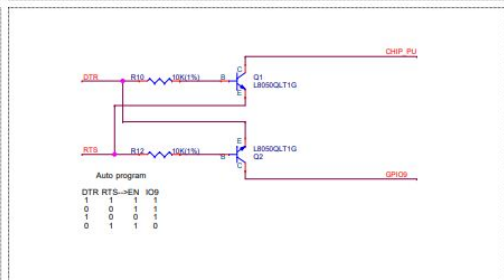 CHIP_PU
C
DTR R10 10K(1%) B Q1
L8050QLT1G
E
E L8050QLT1G
RTS R12 10K(1%) B Q2
C
GPIO9
Auto program
DTR RTS-->EN IO9
1 1 1 1
0 0 1 1
1 0 0 1
0 1 1 0